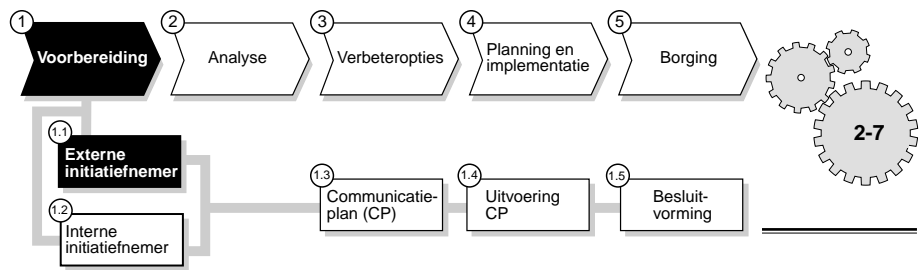 1
Voorbereiding
2
Analyse
3
Verbeteropties
4
Planning en
implementatie
5
Borging
2-7
1.1
Externe
initiatiefnemer
1.2
Interne
initiatiefnemer
1.3
Communicatie-
plan (CP)
1.4
Uitvoering
CP
1.5
Besluit-
vorming